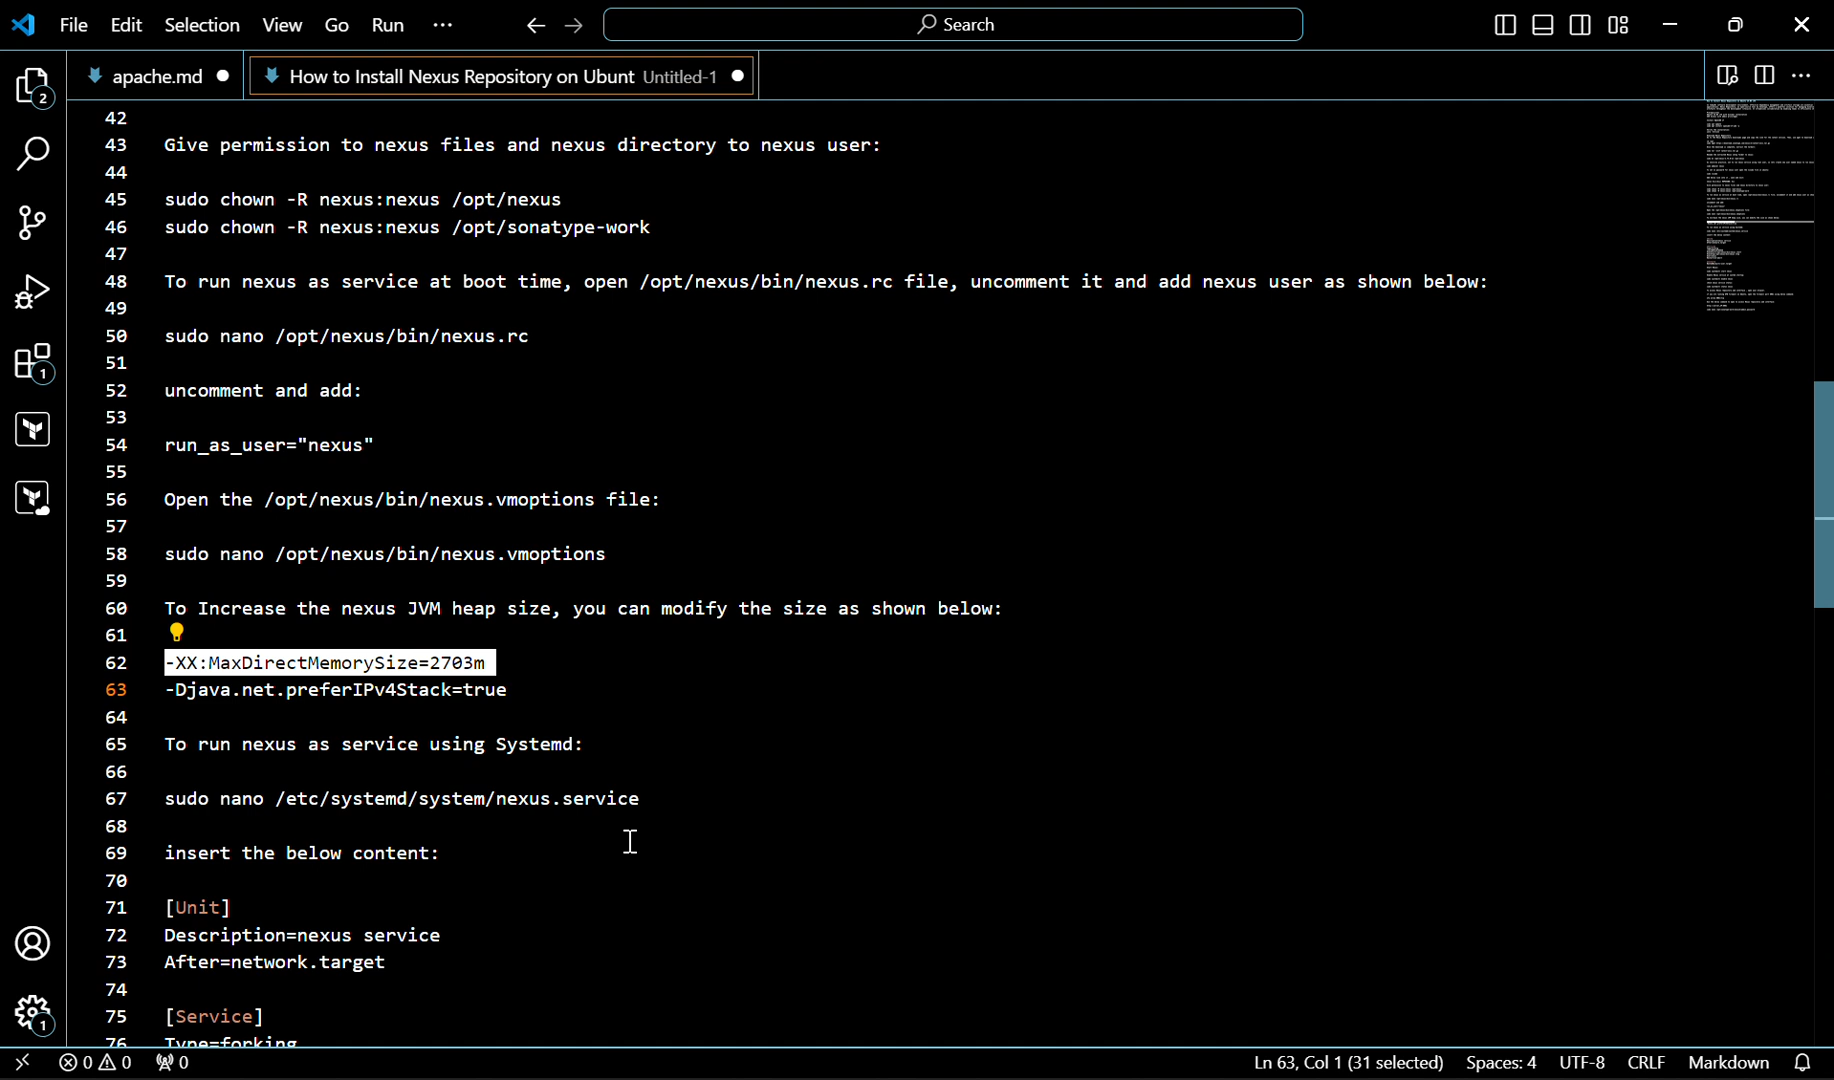 File Edit Selection View Go Run ··· Search
apache.md How to Install Nexus Repository on Ubunt Untitled-1
42
43 Give permission to nexus files and nexus directory to nexus user:
44
45 sudo chown -R nexus:nexus /opt/nexus
46 sudo chown -R nexus:nexus /opt/sonatype-work
47
48 To run nexus as service at boot time, open /opt/nexus/bin/nexus.rc file, uncomment it and add nexus user as shown below:
49
50 sudo nano /opt/nexus/bin/nexus.rc
51
52 uncomment and add:
53
54 run_as_user="nexus"
55
56 Open the /opt/nexus/bin/nexus.vmoptions file:
57
58 sudo nano /opt/nexus/bin/nexus.vmoptions
59
60 To Increase the nexus JVM heap size, you can modify the size as shown below:
61
62 -XX:MaxDirectMemorySize=2703m
63 -Djava.net.preferIPv4Stack=true
64
65 To run nexus as service using Systemd:
66
67 sudo nano /etc/systemd/system/nexus.service
68
69 insert the below content:
70
71 [Unit]
72 Description=nexus service
73 After=network.target
74
75 [Service]
76 Type=forking
2
1
1
0 0 0 Ln 63, Col 1 (31 selected) Spaces: 4 UTF-8 CRLF Markdown